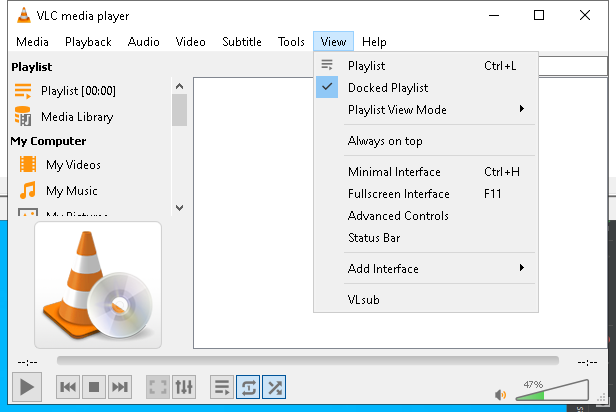 VLC media player
Media Playback Audio Video Subtitle Tools View Help
Playlist
Playlist [00:00]
Media Library
My Computer
My Videos
My Music
My Pictures
Playlist Ctrl+L
Docked Playlist
Playlist View Mode
Always on top
Minimal Interface Ctrl+H
Fullscreen Interface F11
Advanced Controls
Status Bar
Add Interface
VLsub
--:-- --:--
47%